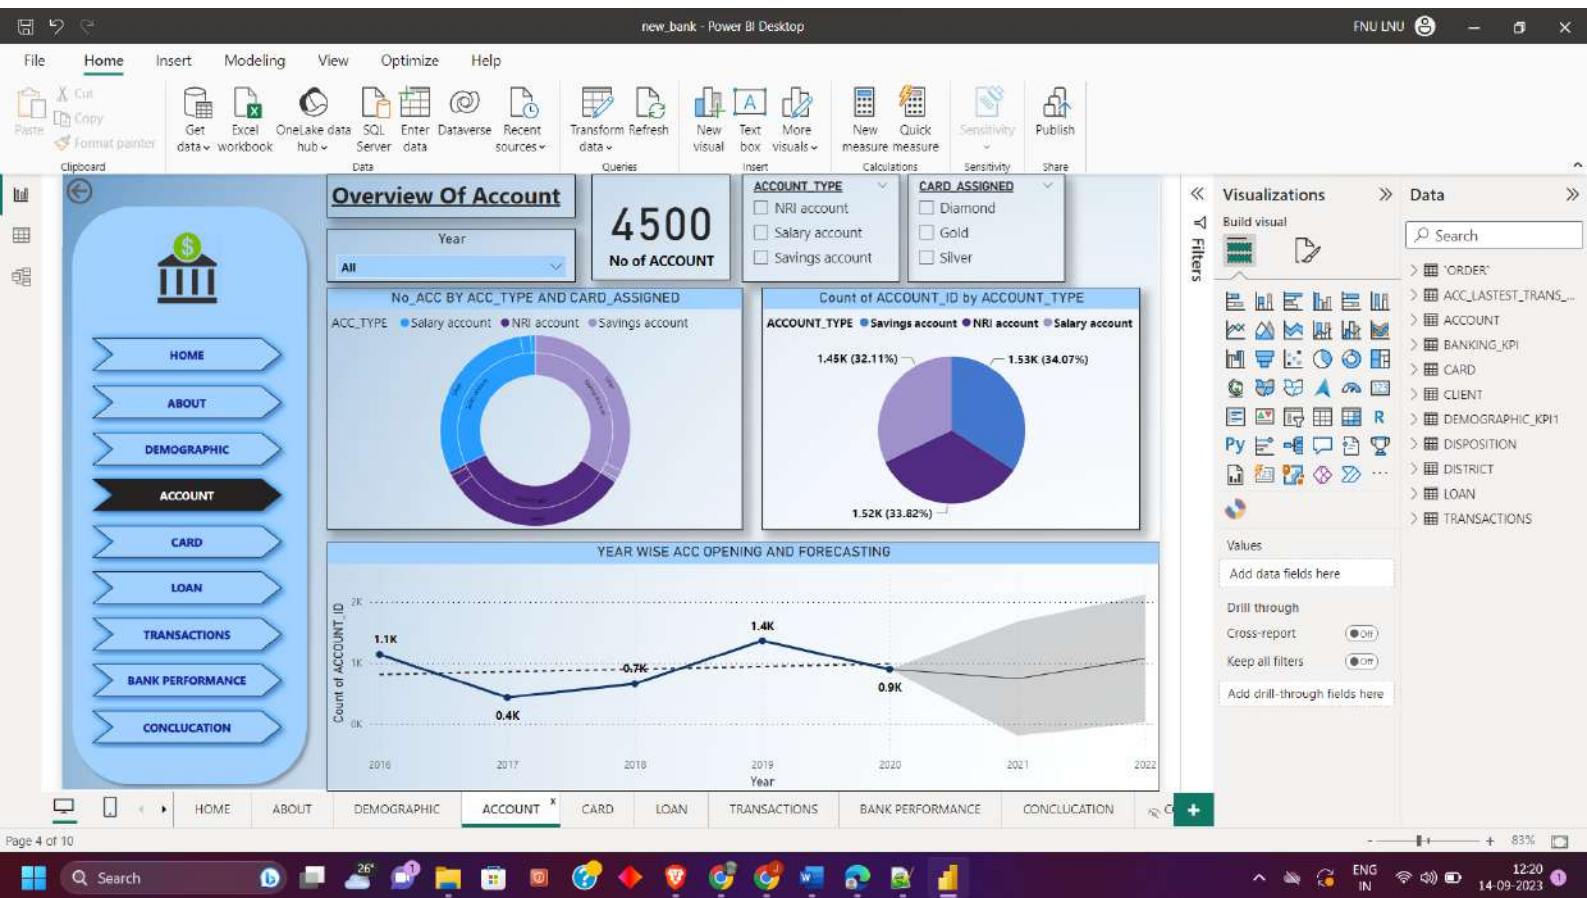 new_bank - Power BI Desktop
FNU LNU
File Home Insert Modeling View Optimize Help
Paste
Cut
Copy
Format painter
Clipboard
Get data
Excel workbook
OneLake data hub
SQL Server
Enter data
Dataverse
Recent sources
Data
Transform data
Refresh
Queries
New visual
Text box
More visuals
Insert
New measure
Quick measure
Calculations
Sensitivity
Sensitivity
Publish
Share
HOME
ABOUT
DEMOGRAPHIC
ACCOUNT
CARD
LOAN
TRANSACTIONS
BANK PERFORMANCE
CONCLUCATION
Overview Of Account
Year
All
4500
No of ACCOUNT
ACCOUNT_TYPE
NRI account
Salary account
Savings account
CARD_ASSIGNED
Diamond
Gold
Silver
No_ACC BY ACC_TYPE AND CARD_ASSIGNED
ACC_TYPE Salary account NRI account Savings account
Count of ACCOUNT_ID by ACCOUNT_TYPE
ACCOUNT_TYPE Savings account NRI account Salary account
1.45K (32.11%)
1.53K (34.07%)
1.52K (33.82%)
YEAR WISE ACC OPENING AND FORECASTING
Count of ACCOUNT_ID
2K
1K
0K
1.1K
0.4K
0.7K
1.4K
0.9K
2016 2017 2018 2019 2020 2021 2022
Year
Filters
Visualizations
Build visual
R
Py
123
Values
Add data fields here
Drill through
Cross-report
Off
Keep all filters
Off
Add drill-through fields here
Data
Search
'ORDER'
ACC_LASTEST_TRANS_...
ACCOUNT
BANKING_KPI
CARD
CLIENT
DEMOGRAPHIC_KPI1
DISPOSITION
DISTRICT
LOAN
TRANSACTIONS
HOME ABOUT DEMOGRAPHIC ACCOUNT x CARD LOAN TRANSACTIONS BANK PERFORMANCE CONCLUCATION
Page 4 of 10
83%
Search
26°
ENG
IN
12:20
14-09-2023
1